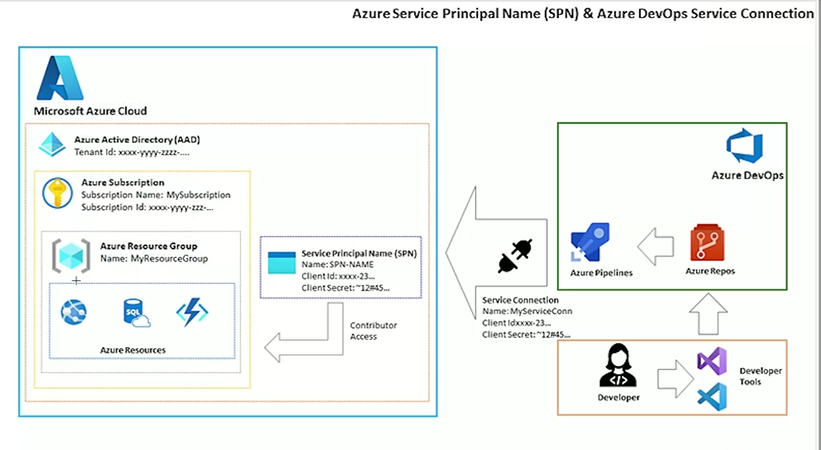 Azure Service Principal Name (SPN) & Azure DevOps Service Connection
Microsoft Azure Cloud
Azure Active Directory (AAD)
Tenant Id: xxxx-yyyy-zzzz-....
Azure Subscription
Subscription Name: MySubscription
Subscription Id: xxxx-yyyy-zzz-...
Azure Resource Group
Name: MyResourceGroup
SQL
Azure Resources
Service Principal Name (SPN)
Name: SPN-NAME
Client Id: xxxx-23...
Client Secret: ~12#45...
Contributor
Access
Service Connection
Name: MyServiceConn
Client Idxxxx-23...
Client Secret: ~12#45...
Azure DevOps
Azure Pipelines
Azure Repos
Developer
Developer
Tools